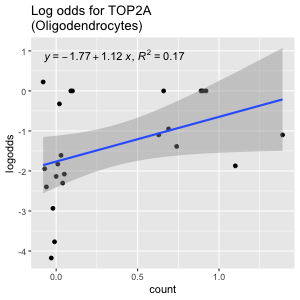 Log odds for TOP2A
(Oligodendrocytes)
y = −1.77 + 1.12 x, R² = 0.17
1
0
-1
-2
-3
-4
logodds
0.0 0.5 1.0
count